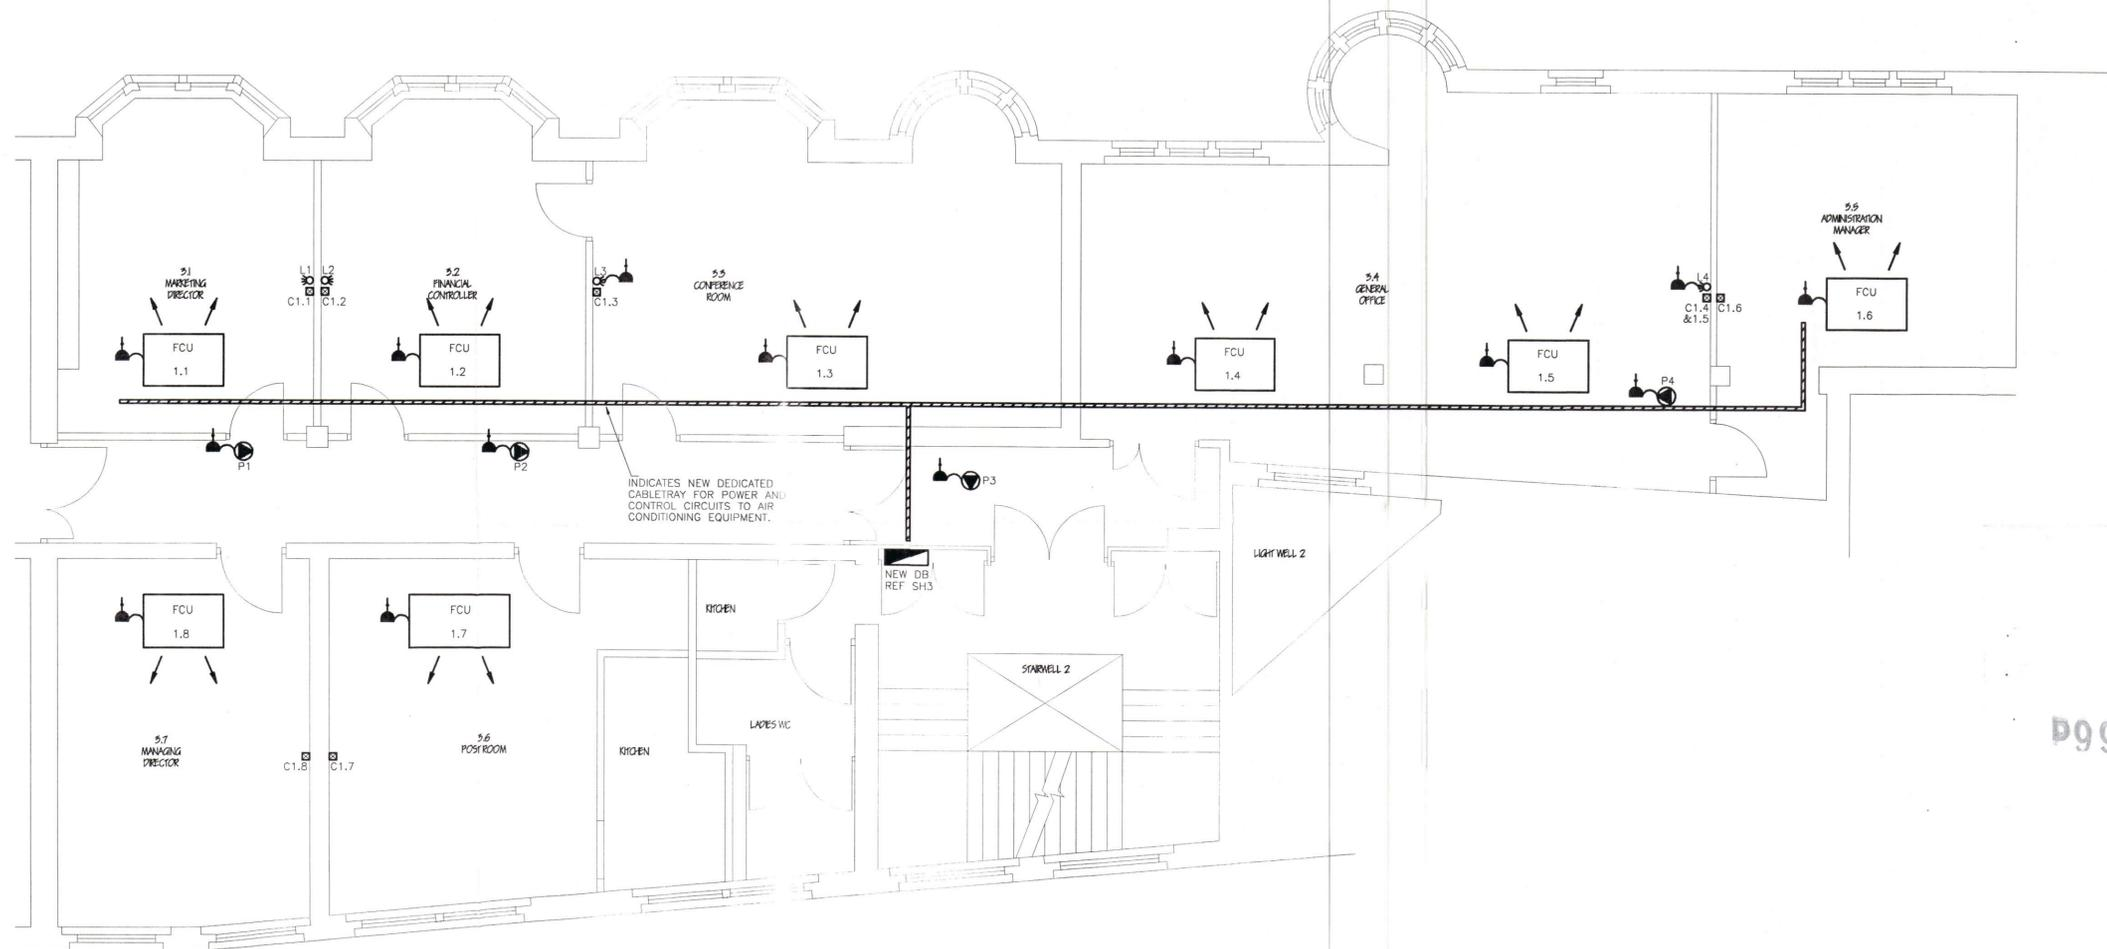 3.1
MARKETING
DIRECTOR
L1
L2
C1.1
C1.2
3.2
FINANCIAL
CONTROLLER
L3
C1.3
3.3
CONFERENCE
ROOM
3.4
GENERAL
OFFICE
L4
C1.4
&1.5
C1.6
3.5
ADMINISTRATION
MANAGER
FCU
1.1
FCU
1.2
FCU
1.3
FCU
1.4
FCU
1.5
FCU
1.6
P1
P2
P3
P4
INDICATES NEW DEDICATED
CABLETRAY FOR POWER AND
CONTROL CIRCUITS TO AIR
CONDITIONING EQUIPMENT.
NEW DB
REF SH3
LIGHT WELL 2
FCU
1.8
FCU
1.7
KITCHEN
STAIRWELL 2
3.7
MANAGING
DIRECTOR
C1.8
C1.7
3.6
POST ROOM
KITCHEN
LADIES WC